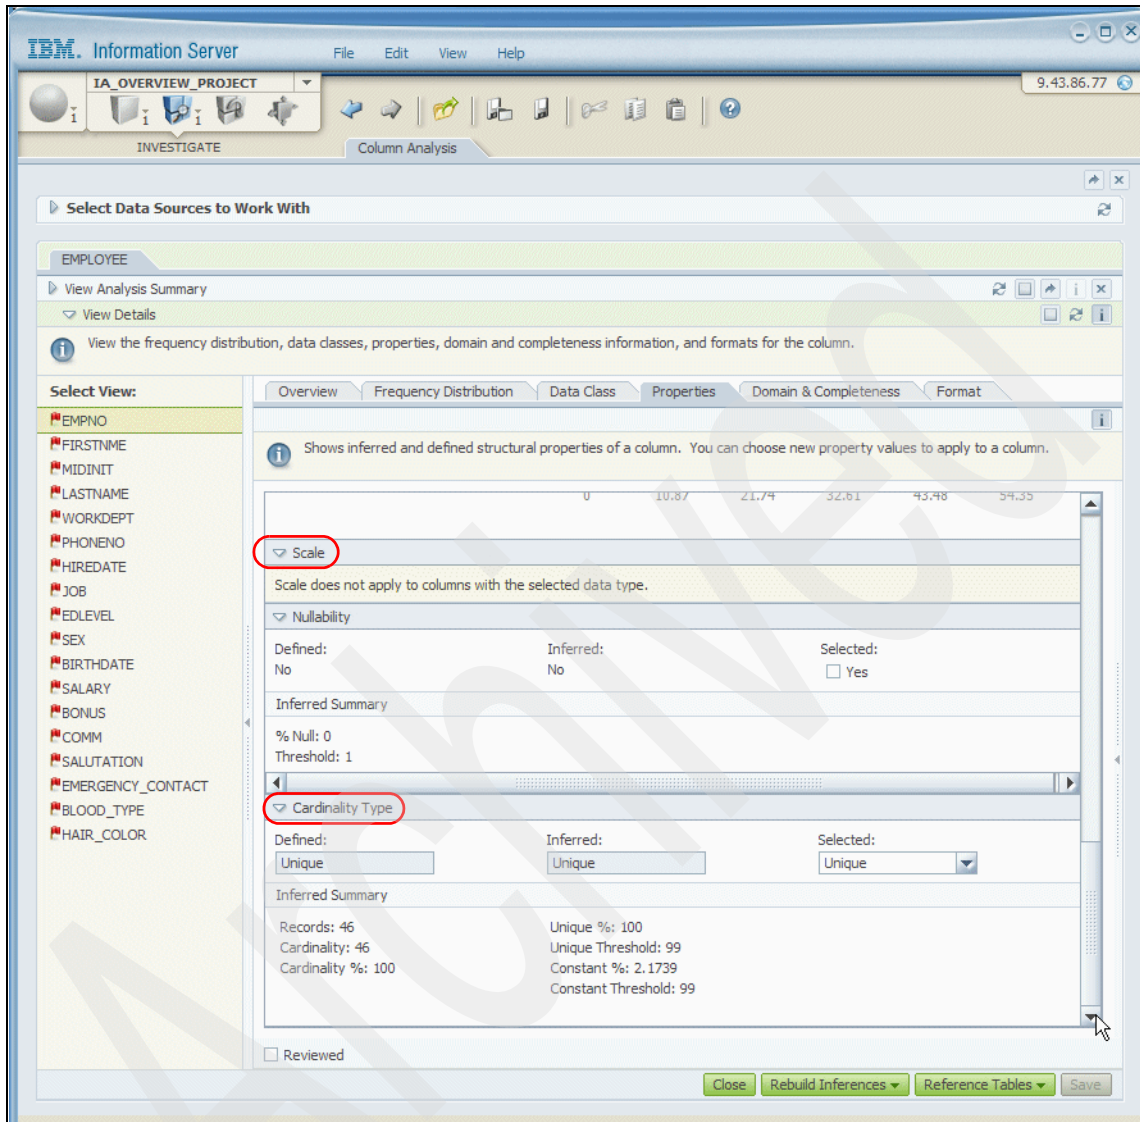 IBM. Information Server
File Edit View Help
IA_OVERVIEW_PROJECT
9.43.86.77
INVESTIGATE
Column Analysis
Select Data Sources to Work With
EMPLOYEE
View Analysis Summary
View Details
View the frequency distribution, data classes, properties, domain and completeness information, and formats for the column.
Select View:
EMPNO
FIRSTNME
MIDINIT
LASTNAME
WORKDEPT
PHONENO
HIREDATE
JOB
EDLEVEL
SEX
BIRTHDATE
SALARY
BONUS
COMM
SALUTATION
EMERGENCY_CONTACT
BLOOD_TYPE
HAIR_COLOR
Overview Frequency Distribution Data Class Properties Domain & Completeness Format
Shows inferred and defined structural properties of a column. You can choose new property values to apply to a column.
0 10.87 21.74 32.61 43.48 54.35
Scale
Scale does not apply to columns with the selected data type.
Nullability
Defined: Inferred: Selected:
No No Yes
Inferred Summary
% Null: 0
Threshold: 1
Cardinality Type
Defined: Inferred: Selected:
Unique Unique Unique
Inferred Summary
Records: 46 Unique %: 100
Cardinality: 46 Unique Threshold: 99
Cardinality %: 100 Constant %: 2.1739
Constant Threshold: 99
Reviewed
Close Rebuild Inferences Reference Tables Save
Archived